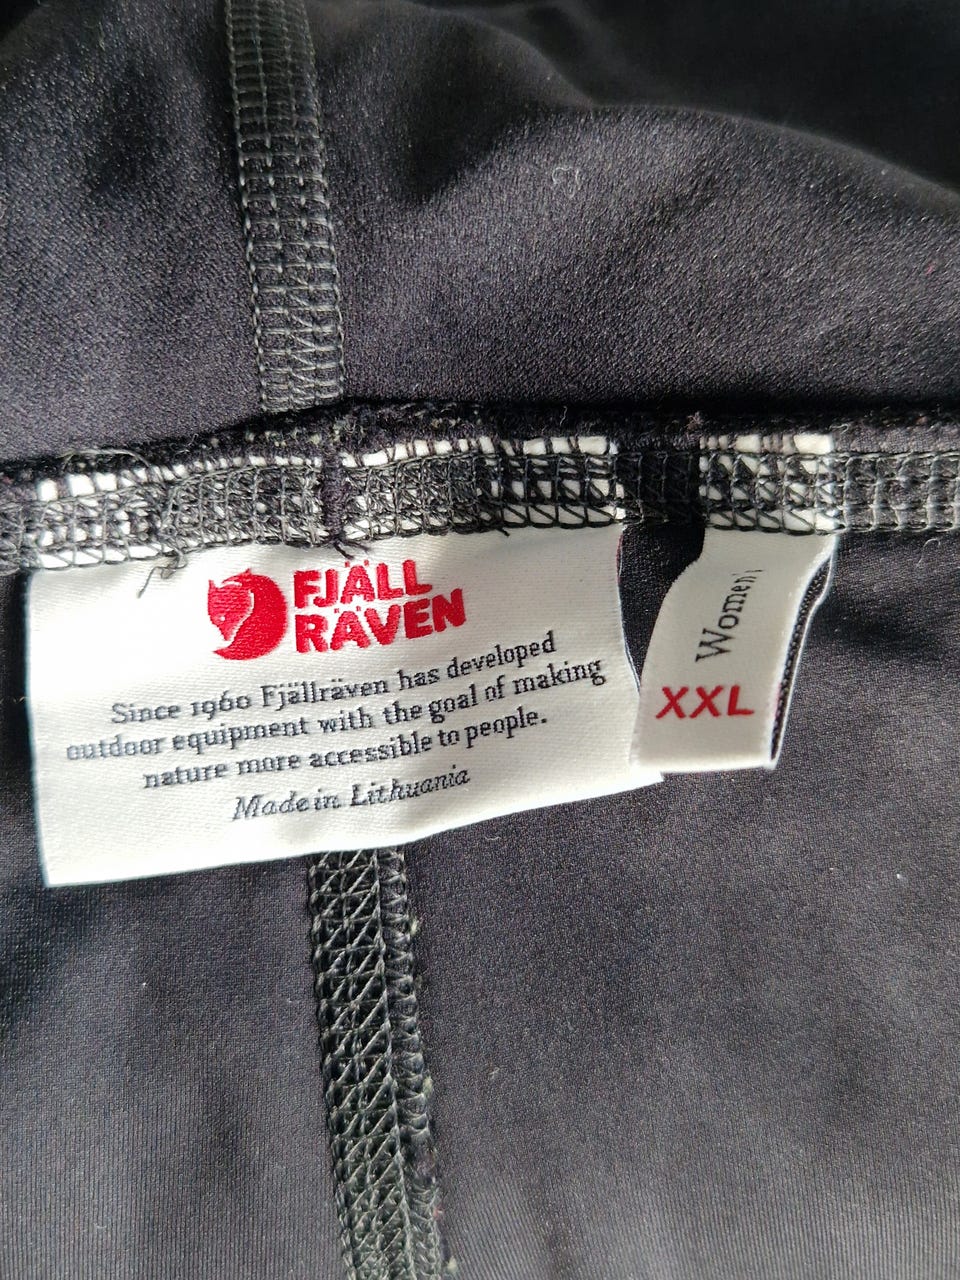 FJÄLL
RÄVEN
Since 1960 Fjällräven has developed
outdoor equipment with the goal of making
nature more accessible to people.
Made in Lithuania
Women
XXL